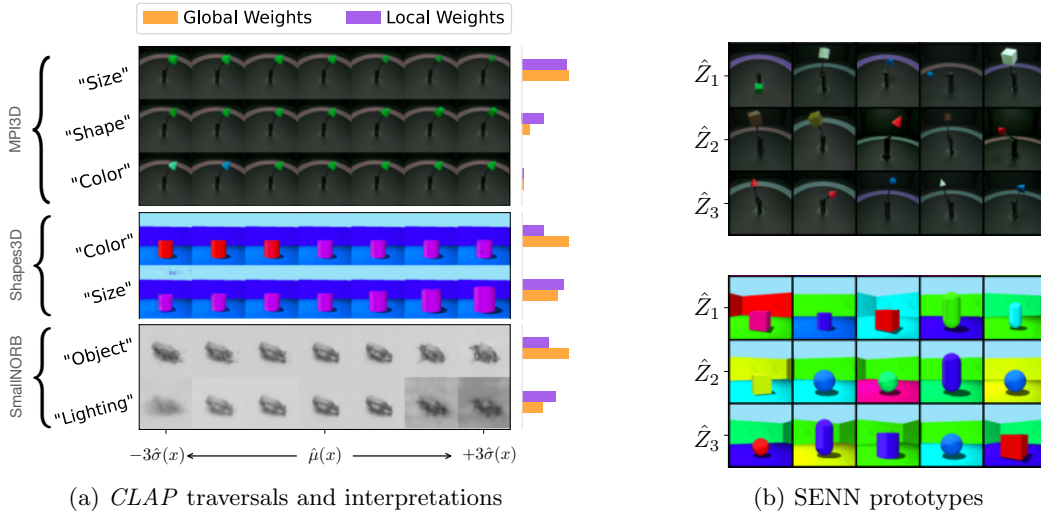 Global Weights
Local Weights
MPI3D
"Size"
"Shape"
"Color"
Shapes3D
"Color"
"Size"
SmallNORB
"Object"
"Lighting"
−3σ̂(x)
μ̂(x)
+3σ̂(x)
(a) CLAP traversals and interpretations
Ẑ₁
Ẑ₂
Ẑ₃
Ẑ₁
Ẑ₂
Ẑ₃
(b) SENN prototypes